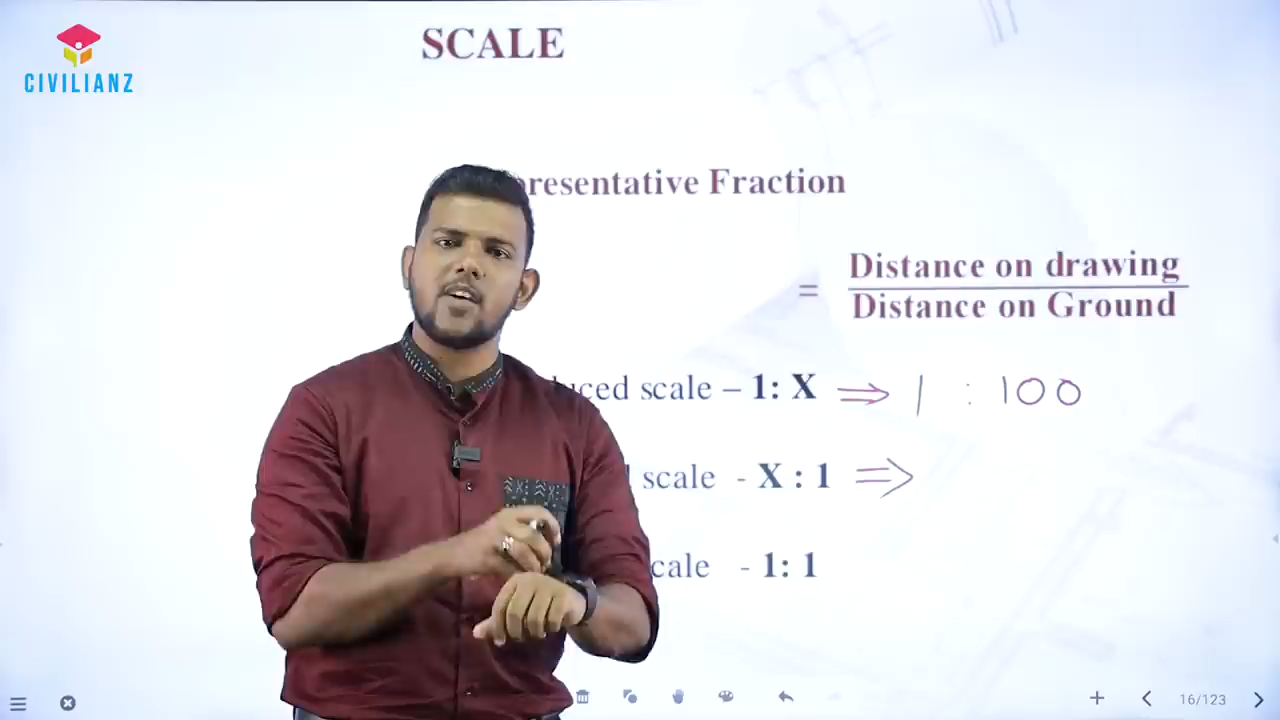 SCALE
CIVILIANZ
presentative Fraction
= Distance on drawing
Distance on Ground
uced scale – 1: X ⇒ 1 : 100
scale - X : 1 ⇒
cale - 1: 1
16/123